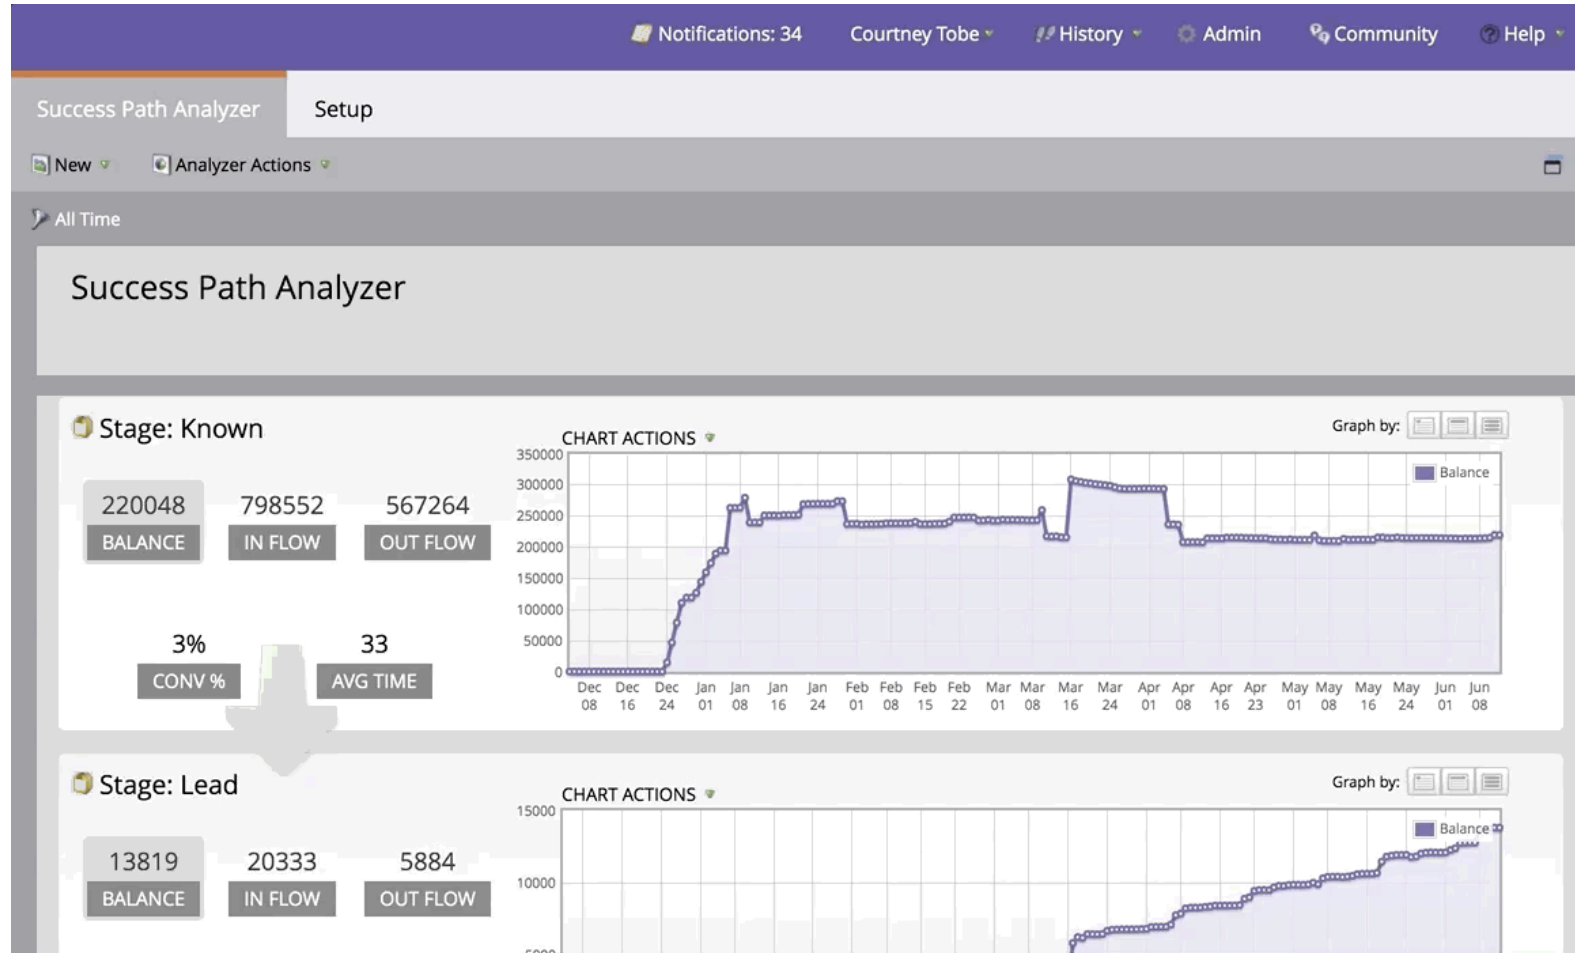 Notifications: 34 Courtney Tobe History Admin Community Help
Success Path Analyzer Setup
New Analyzer Actions
All Time
Success Path Analyzer
Stage: Known
220048 798552 567264
BALANCE IN FLOW OUT FLOW
3% 33
CONV % AVG TIME
CHART ACTIONS
Graph by:
Balance
350000
300000
250000
200000
150000
100000
50000
0
Dec Dec Dec Jan Jan Jan Jan Feb Feb Feb Feb Mar Mar Mar Mar Apr Apr Apr Apr May May May May Jun Jun
08 16 24 01 08 16 24 01 08 15 22 01 08 16 24 01 08 16 23 01 08 16 24 01 08
Stage: Lead
13819 20333 5884
BALANCE IN FLOW OUT FLOW
CHART ACTIONS
Graph by:
Balance
15000
10000